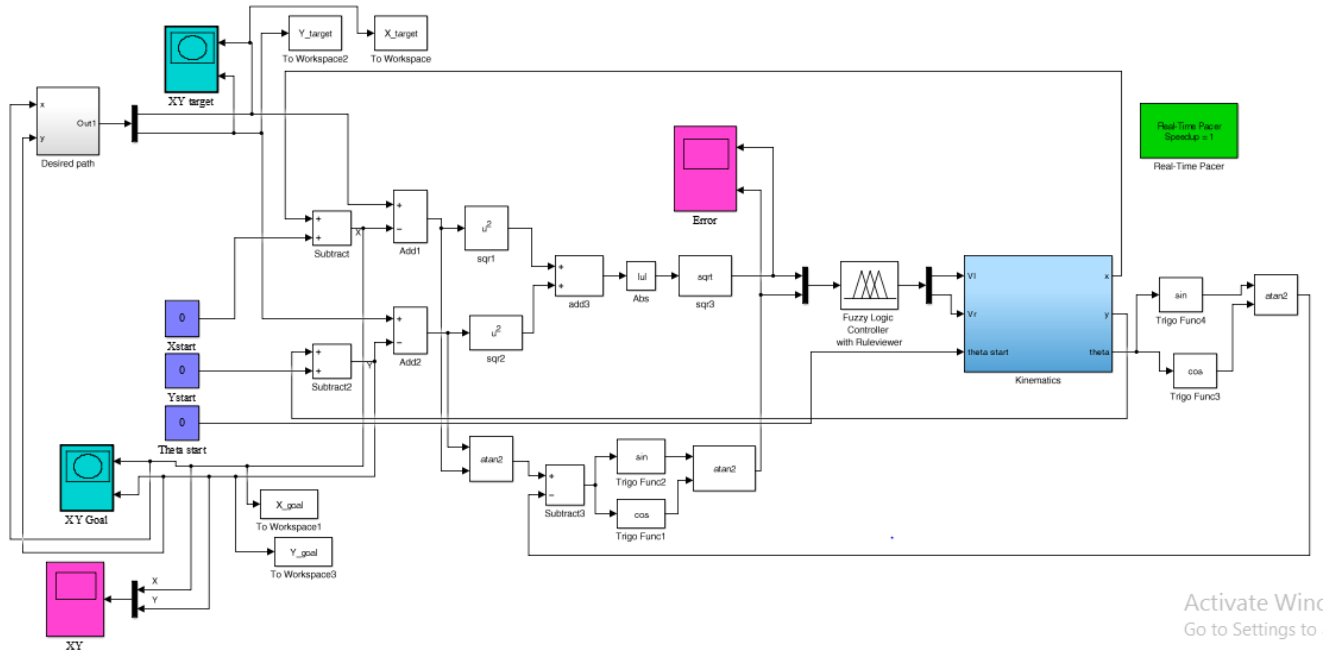 Y_target
X_target
To Workspace2
To Workspace
XY target
x
Out1
y
Desired path
Real-Time Pacer
Speedup = 1
Real-Time Pacer
Error
+
+
X
Subtract
+
−
Add1
u²
sqr1
+
+
add3
|u|
Abs
sqrt
sqr3
Fuzzy Logic
Controller
with Ruleviewer
Vl
Vr
theta start
x
y
theta
Kinematics
sin
Trigo Func4
cos
Trigo Func3
atan2
0
Xstart
0
Ystart
0
Theta start
+
+
Y
Subtract2
+
−
Add2
u²
sqr2
atan2
+
−
Subtract3
sin
Trigo Func2
cos
Trigo Func1
atan2
XY Goal
X_goal
To Workspace1
Y_goal
To Workspace3
X
Y
XY
Activate Winc
Go to Settings to